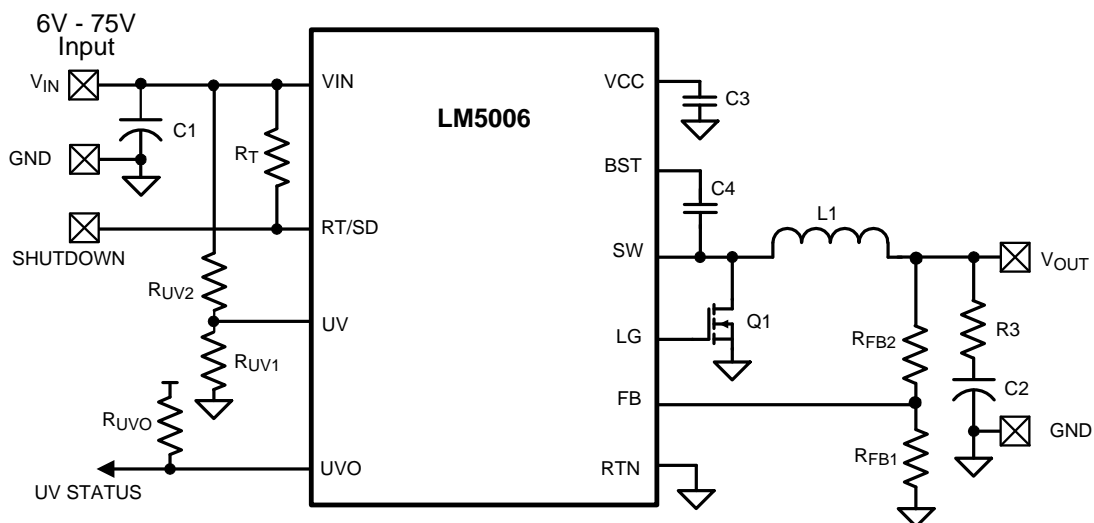 6V - 75V
Input
VIN
GND
SHUTDOWN
C1
RT
RUV2
RUV1
RUVO
UV STATUS
LM5006
VIN
RT/SD
UV
UVO
VCC
BST
SW
LG
FB
RTN
C3
C4
L1
Q1
VOUT
RFB2
R3
C2
GND
RFB1